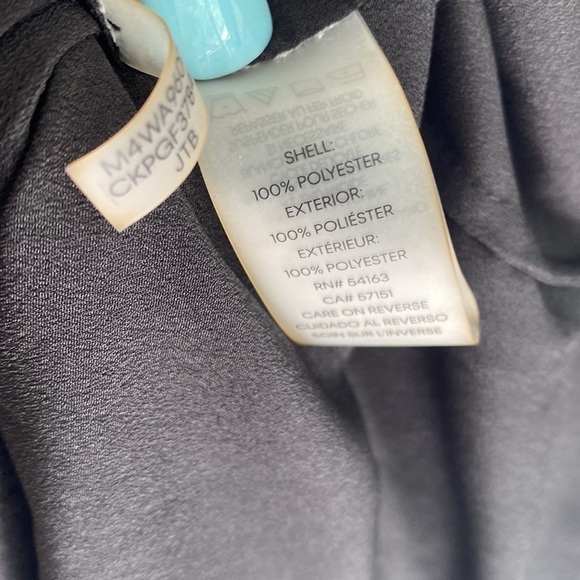 CKPGF378
JTB
SHELL:
100% POLYESTER
EXTERIOR:
100% POLIÉSTER
EXTÉRIEUR:
100% POLYESTER
RN# 54163
CA# 57151
CARE ON REVERSE
CUIDADO AL REVERSO
SOIN SUR L'INVERSE